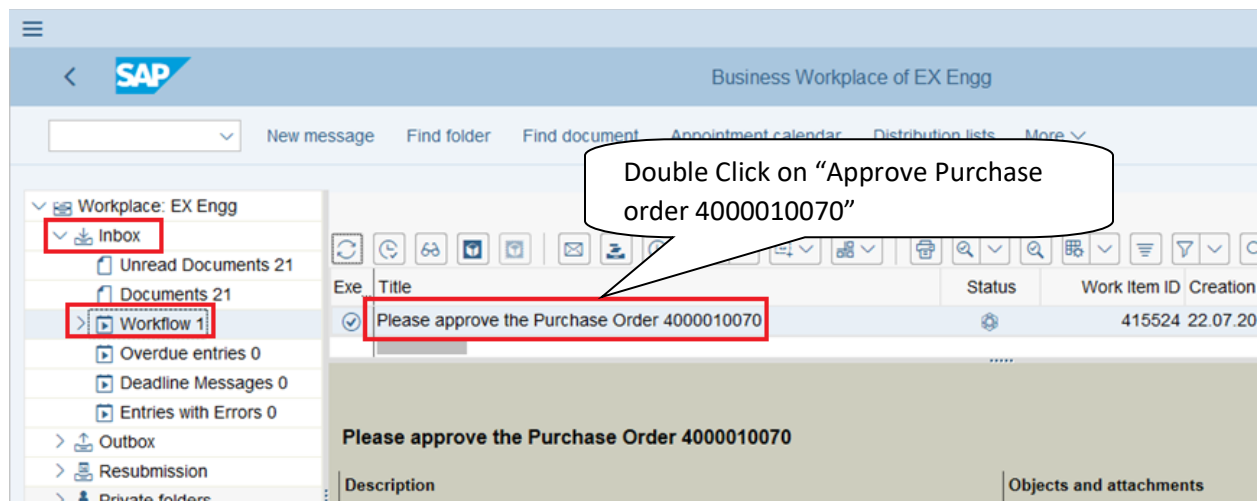 SAP
Business Workplace of EX Engg
New message Find folder Find document Appointment calendar Distribution lists More
Double Click on “Approve Purchase
order 4000010070”
Workplace: EX Engg
Inbox
Unread Documents 21
Documents 21
Workflow 1
Overdue entries 0
Deadline Messages 0
Entries with Errors 0
Outbox
Resubmission
Private folders
Exe... Title Status Work Item ID Creation
Please approve the Purchase Order 4000010070 415524 22.07.20
Please approve the Purchase Order 4000010070
Description Objects and attachments